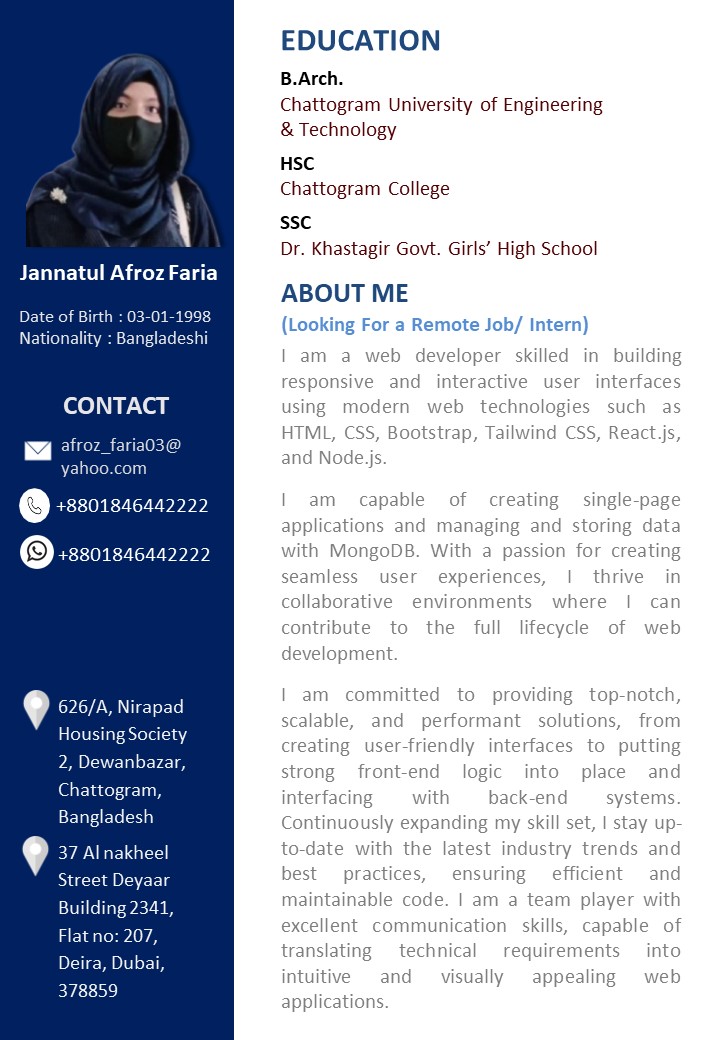 Jannatul Afroz Faria
Date of Birth : 03-01-1998
Nationality : Bangladeshi
CONTACT
afroz_faria03@
yahoo.com
+8801846442222
+8801846442222
626/A, Nirapad
Housing Society
2, Dewanbazar,
Chattogram,
Bangladesh
37 Al nakheel
Street Deyaar
Building 2341,
Flat no: 207,
Deira, Dubai,
378859
EDUCATION
B.Arch.
Chattogram University of Engineering
& Technology
HSC
Chattogram College
SSC
Dr. Khastagir Govt. Girls’ High School
ABOUT ME
(Looking For a Remote Job/ Intern)
I am a web developer skilled in building
responsive and interactive user interfaces
using modern web technologies such as
HTML, CSS, Bootstrap, Tailwind CSS, React.js,
and Node.js.
I am capable of creating single-page
applications and managing and storing data
with MongoDB. With a passion for creating
seamless user experiences, I thrive in
collaborative environments where I can
contribute to the full lifecycle of web
development.
I am committed to providing top-notch,
scalable, and performant solutions, from
creating user-friendly interfaces to putting
strong front-end logic into place and
interfacing with back-end systems.
Continuously expanding my skill set, I stay up-
to-date with the latest industry trends and
best practices, ensuring efficient and
maintainable code. I am a team player with
excellent communication skills, capable of
translating technical requirements into
intuitive and visually appealing web
applications.